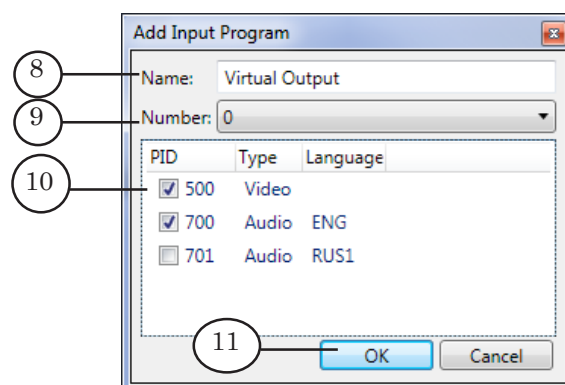 Add Input Program
8
Name: Virtual Output
9
Number: 0
PID Type Language
10
500 Video
700 Audio ENG
701 Audio RUS1
11
OK Cancel